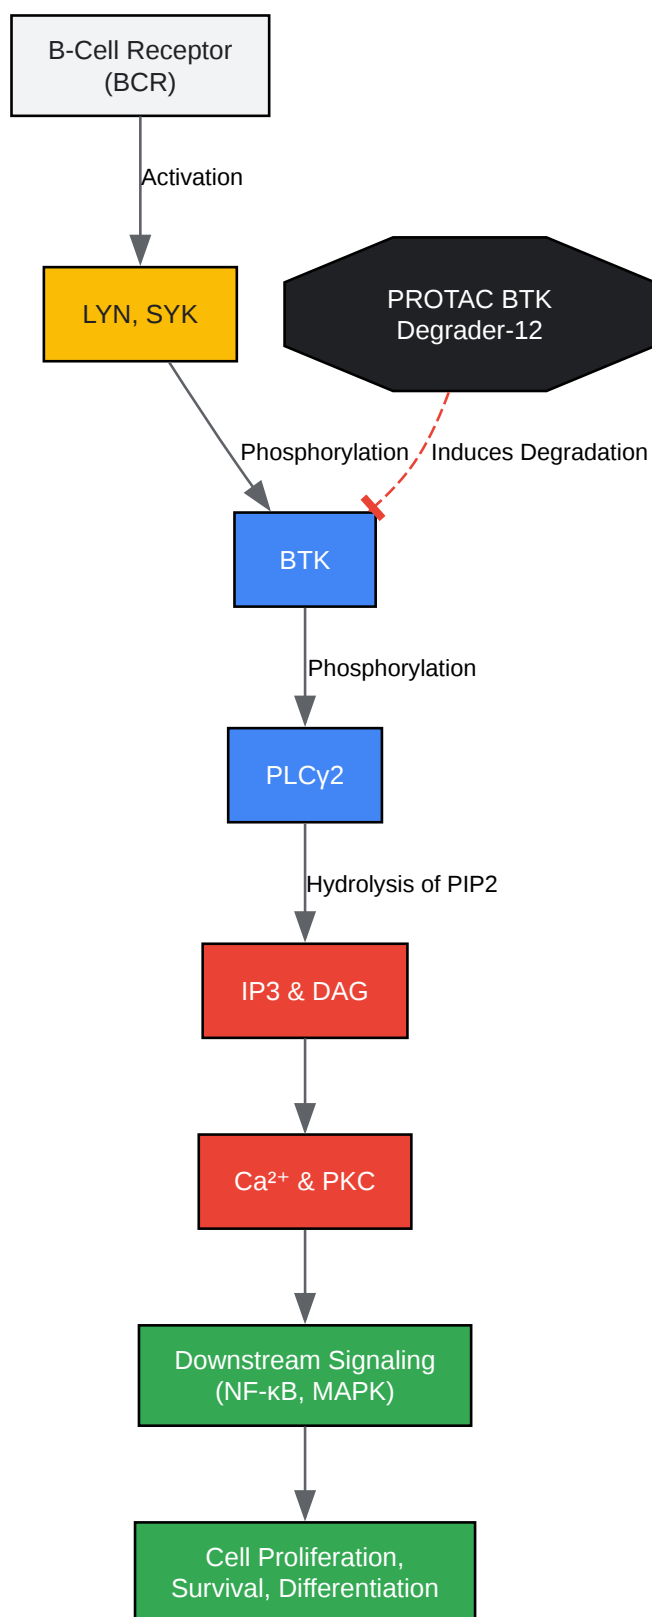 B-Cell Receptor
(BCR)
Activation
LYN, SYK
PROTAC BTK
Degrader-12
Phosphorylation
Induces Degradation
BTK
Phosphorylation
PLCγ2
Hydrolysis of PIP2
IP3 & DAG
Ca²⁺ & PKC
Downstream Signaling
(NF-κB, MAPK)
Cell Proliferation,
Survival, Differentiation